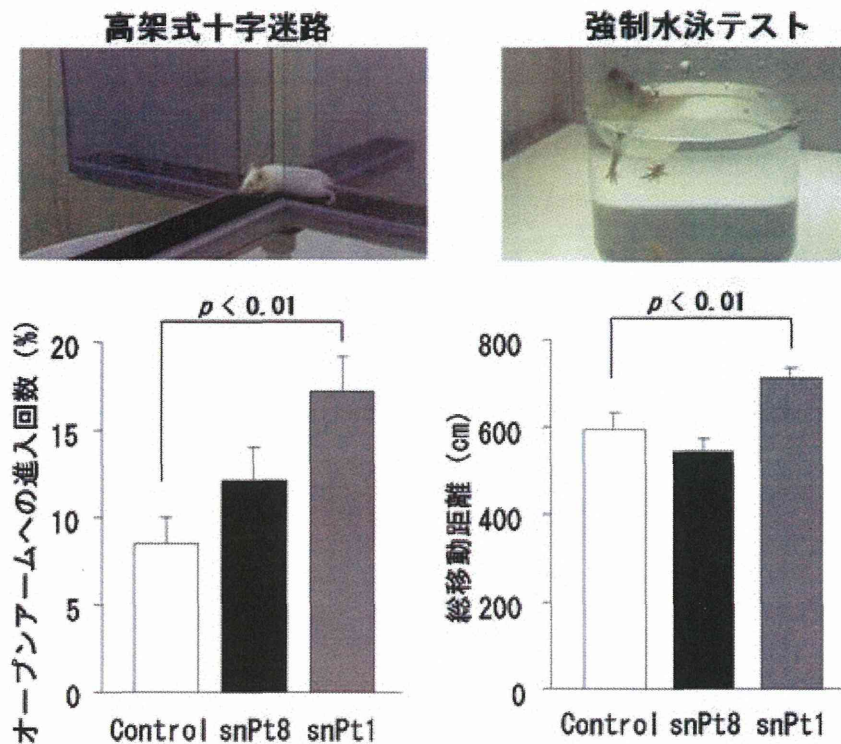 高架式十字迷路
強制水泳テスト
p < 0.01
オープンアームへの進入回数 (%)
20
15
10
5
0
Control snPt8 snPt1
p < 0.01
総移動距離 (cm)
800
600
400
200
0
Control snPt8 snPt1